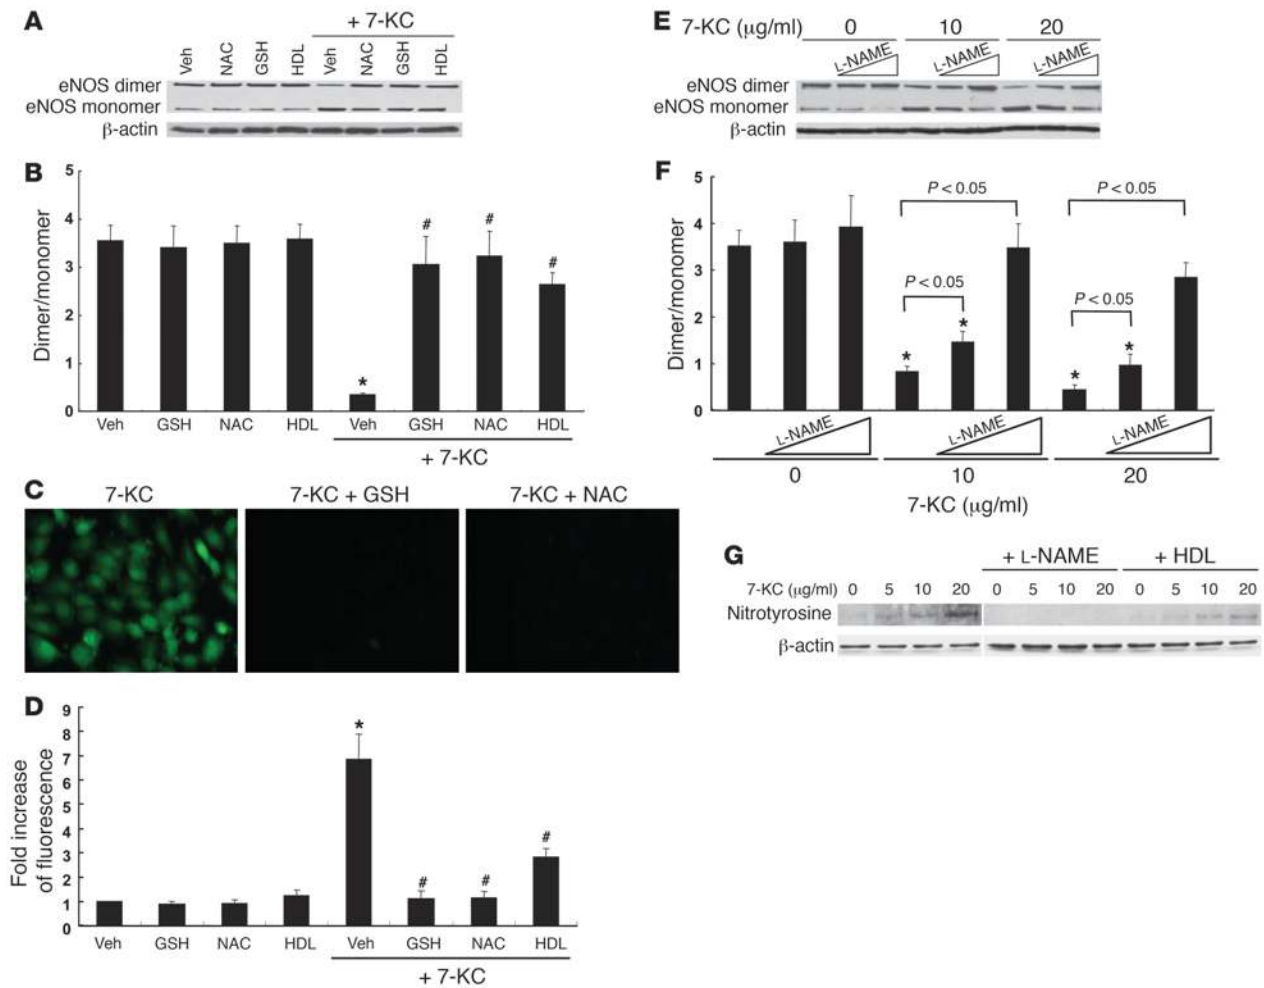 A
+ 7-KC
Veh NAC GSH HDL Veh NAC GSH HDL
eNOS dimer
eNOS monomer
β-actin
B
Dimer/monomer
5
4
3
2
1
0
#
#
#
*
Veh GSH NAC HDL Veh GSH NAC HDL
+ 7-KC
C
7-KC 7-KC + GSH 7-KC + NAC
D
Fold increase
of fluorescence
9
8
7
6
5
4
3
2
1
0
*
#
#
#
Veh GSH NAC HDL Veh GSH NAC HDL
+ 7-KC
E
7-KC (μg/ml) 0 10 20
L-NAME L-NAME L-NAME
eNOS dimer
eNOS monomer
β-actin
F
Dimer/monomer
5
4
3
2
1
0
P < 0.05 P < 0.05
P < 0.05 P < 0.05
* * * *
L-NAME L-NAME L-NAME
0 10 20
7-KC (μg/ml)
G
+ L-NAME + HDL
7-KC (μg/ml) 0 5 10 20 0 5 10 20 0 5 10 20
Nitrotyrosine
β-actin